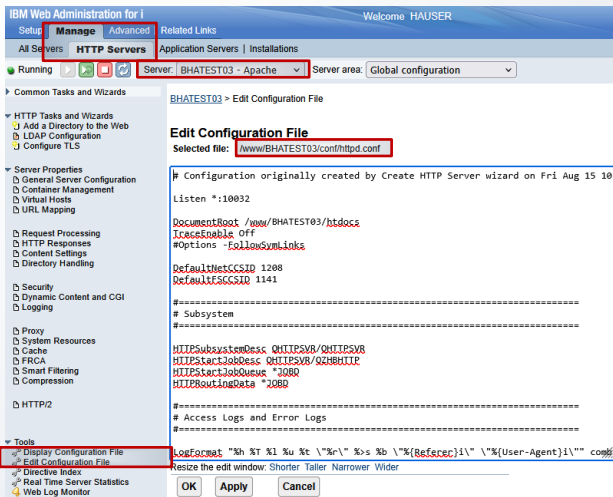 IBM Web Administration for i
Welcome HAUSER
Setup Manage Advanced Related Links
All Servers HTTP Servers Application Servers | Installations
Running Server: BHATEST03 - Apache Server area: Global configuration
Common Tasks and Wizards
HTTP Tasks and Wizards
Add a Directory to the Web
LDAP Configuration
Configure TLS
Server Properties
General Server Configuration
Container Management
Virtual Hosts
URL Mapping
Request Processing
HTTP Responses
Content Settings
Directory Handling
Security
Dynamic Content and CGI
Logging
Proxy
System Resources
Cache
FRCA
Smart Filtering
Compression
HTTP/2
Tools
Display Configuration File
Edit Configuration File
Directive Index
Real Time Server Statistics
Web Log Monitor
BHATEST03 > Edit Configuration File
Edit Configuration File
Selected file: /www/BHATEST03/conf/httpd.conf
# Configuration originally created by Create HTTP Server wizard on Fri Aug 15 10
Listen *:10032
DocumentRoot /www/BHATEST03/htdocs
TraceEnable Off
#Options -FollowSymLinks
DefaultNetCCSID 1208
DefaultFSCCSID 1141
#========================================================
# Subsystem
#========================================================
HTTPSubsystemDesc QHTTPSVR/QHTTPSVR
HTTPStartJobDesc QHTTPSVR/QZHBHTTP
HTTPStartJobQueue *JOBD
HTTPRoutingData *JOBD
#========================================================
# Access Logs and Error Logs
#========================================================
LogFormat "%h %T %l %u %t \"%r\" %>s %b \"%{Referer}i\" \"%{User-Agent}i\"" comb
Resize the edit window: Shorter Taller Narrower Wider
OK Apply Cancel